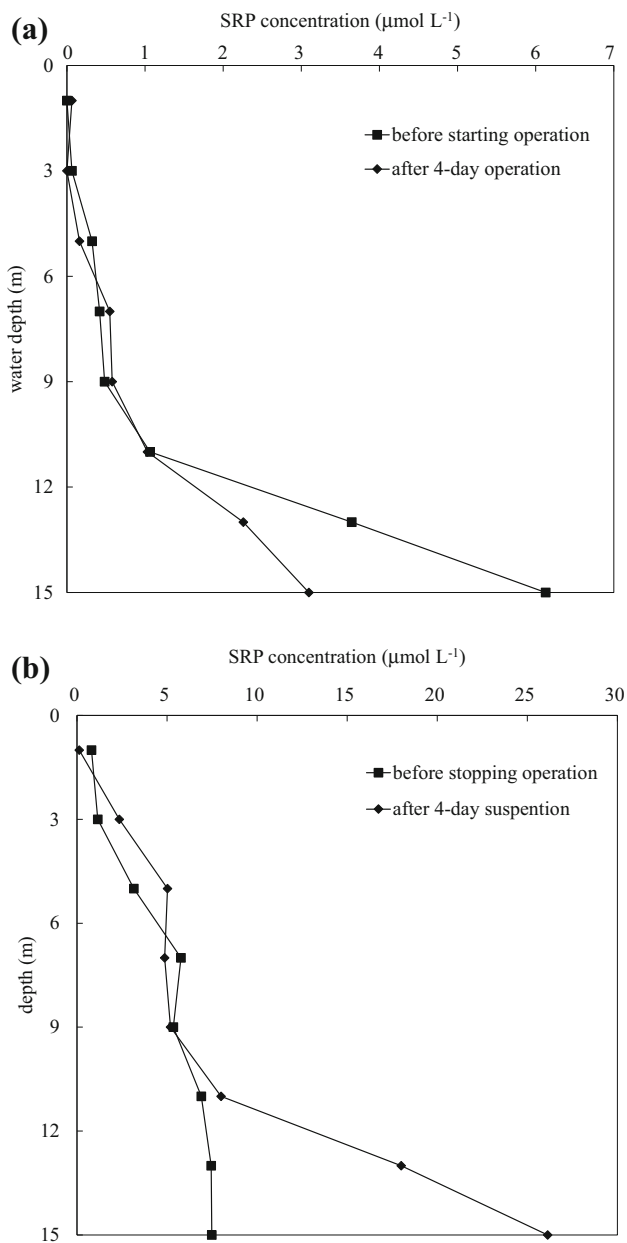 (a)
SRP concentration (μmol L-1)
0 1 2 3 4 5 6 7
0
3
6
9
12
15
water depth (m)
before starting operation
after 4-day operation
(b)
SRP concentration (μmol L-1)
0 5 10 15 20 25 30
0
3
6
9
12
15
depth (m)
before stopping operation
after 4-day suspention